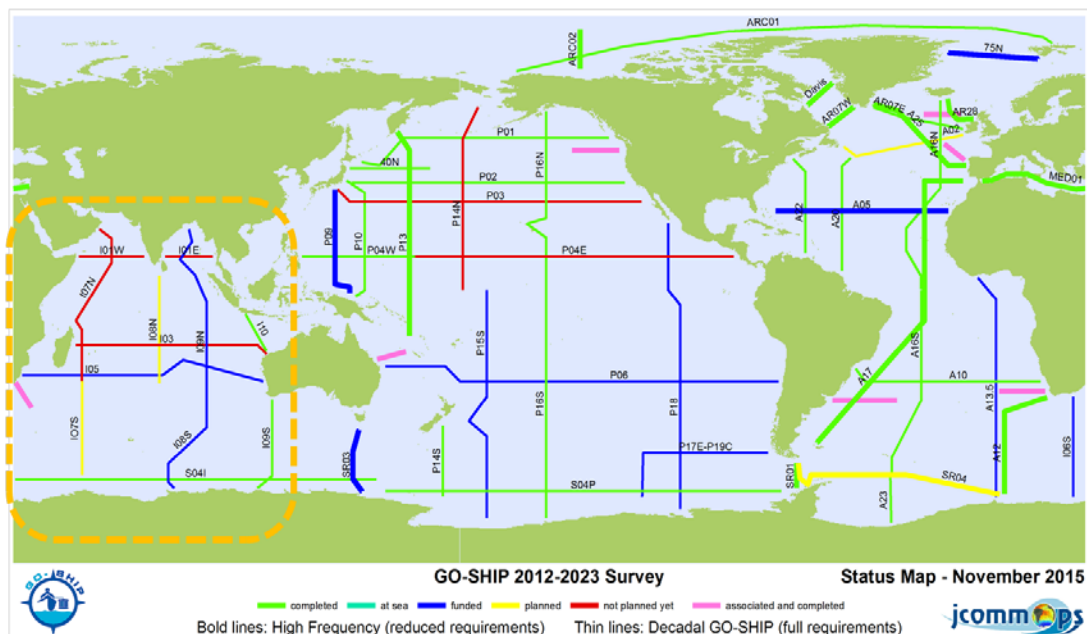 ARC01
ARC02
75N
Davis
AR07W
AR07E
A25
AR28
A02
A16N
P01
P16N
40N
P02
P03
P14N
MED01
A22
A20
A05
P09
P10
P04W
P13
P04E
I01W
I01E
I07N
I08N
I09N
I10
I03
I05
P15S
P06
P18
A16S
A17
A10
A13.5
IO7S
I08S
I09S
S04I
SR03
P14S
P16S
P17E-P19C
S04P
SR01
SR04
A23
A12
I06S
GO-SHIP 2012-2023 Survey
Status Map - November 2015
GO-SHIP
completed at sea funded planned not planned yet associated and completed
Bold lines: High Frequency (reduced requirements) Thin lines: Decadal GO-SHIP (full requirements)
jcommops